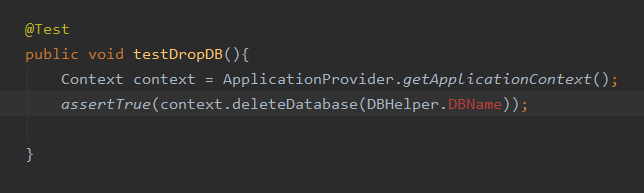 @Test
public void testDropDB(){
    Context context = ApplicationProvider.getApplicationContext();
    assertTrue(context.deleteDatabase(DBHelper.DBName));
}